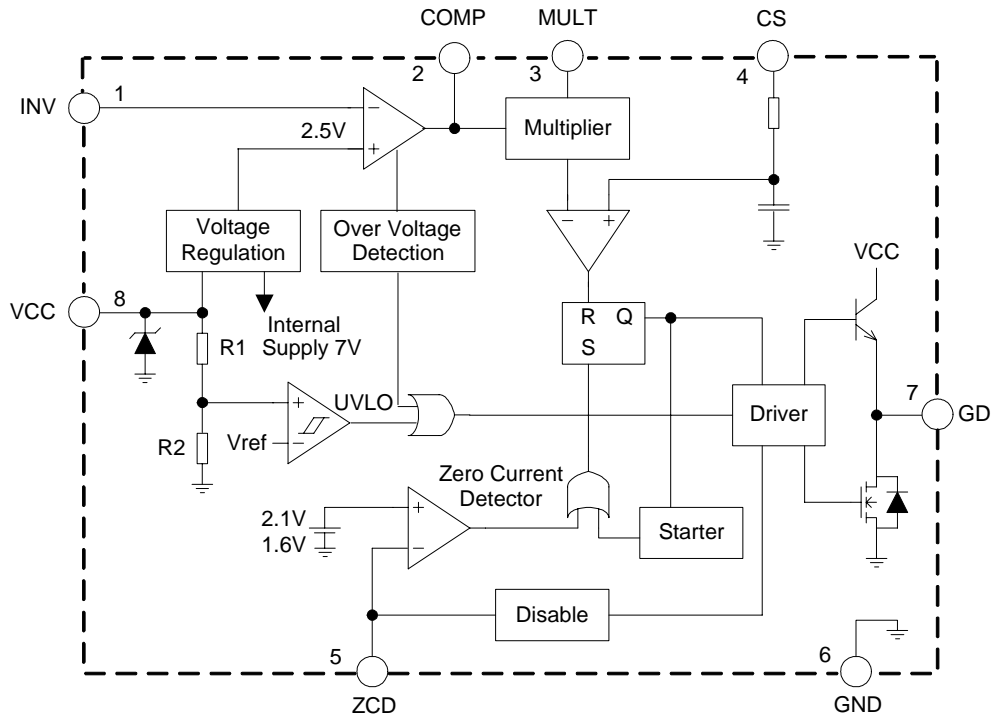 COMP MULT CS
2 3 4
INV 1
2.5V
−
+
Multiplier
Voltage
Regulation
Over Voltage
Detection
− +
VCC
VCC 8
Internal
Supply 7V
R1
R Q
S
7
GD
+
UVLO
Driver
R2
Vref
−
Zero Current
Detector
2.1V
1.6V
+
−
Starter
Disable
5
ZCD
6
GND